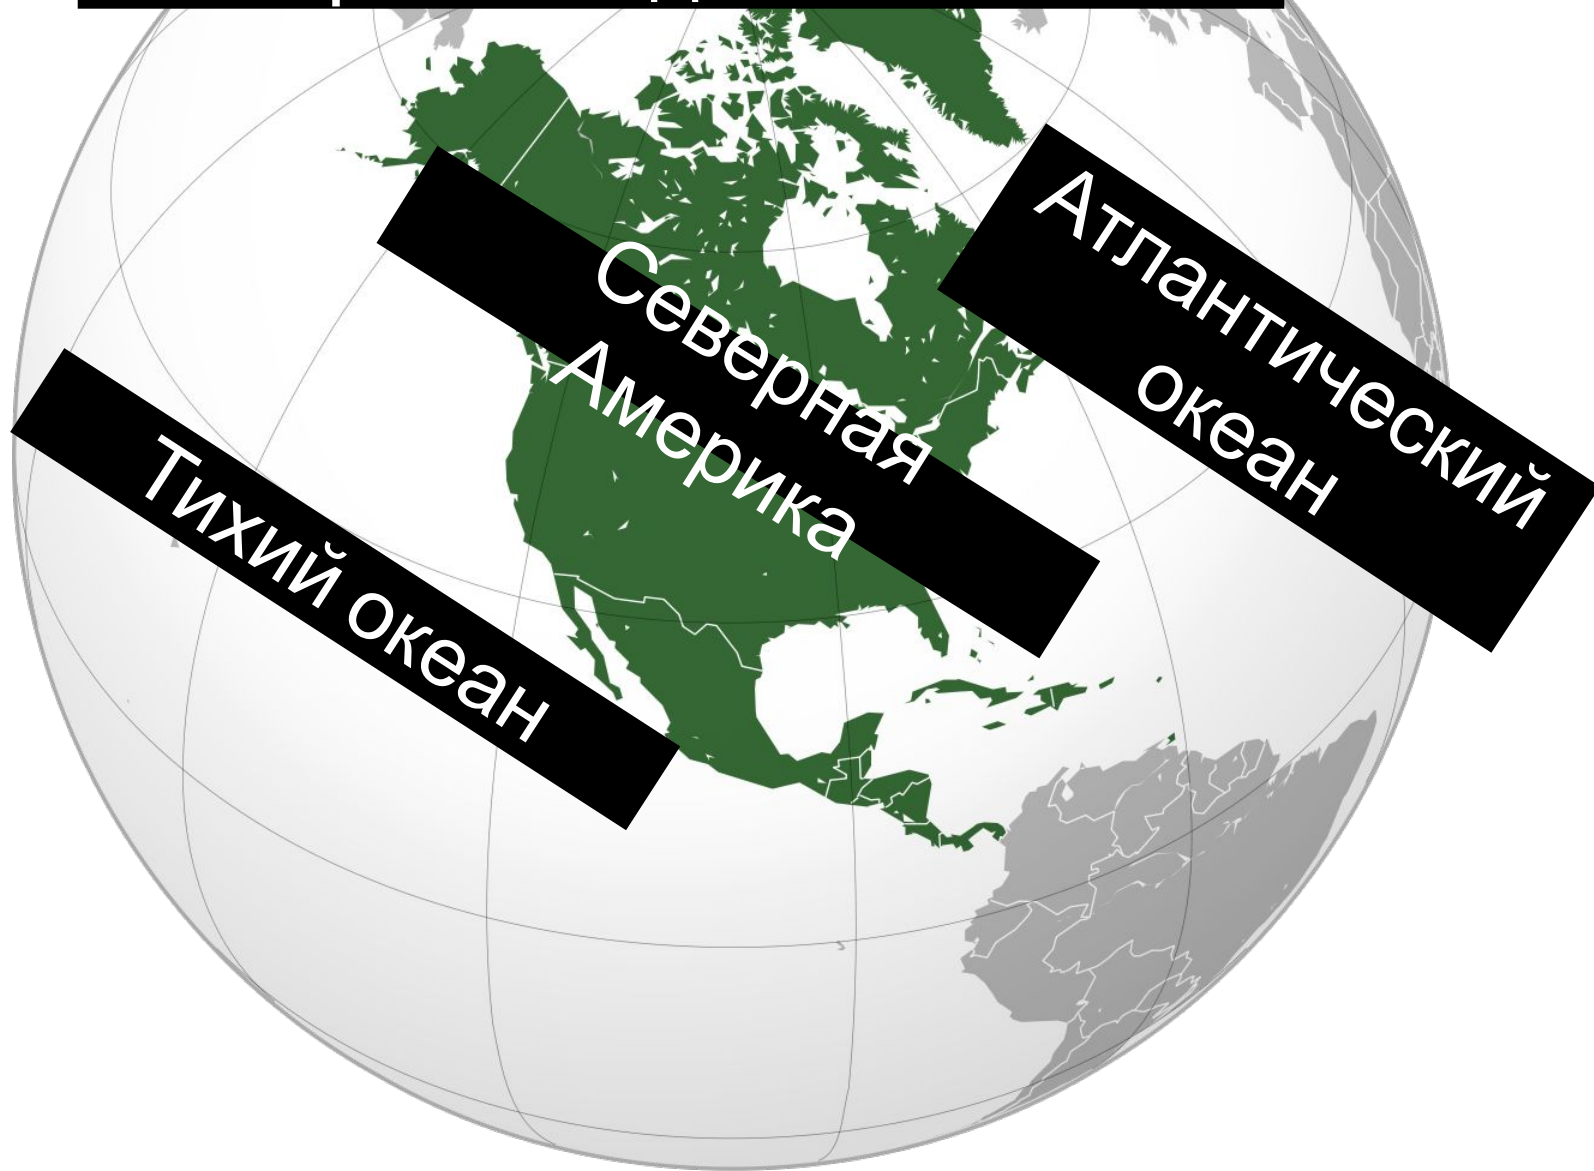 Атлантический
океан
Северная
Америка
Тихий океан